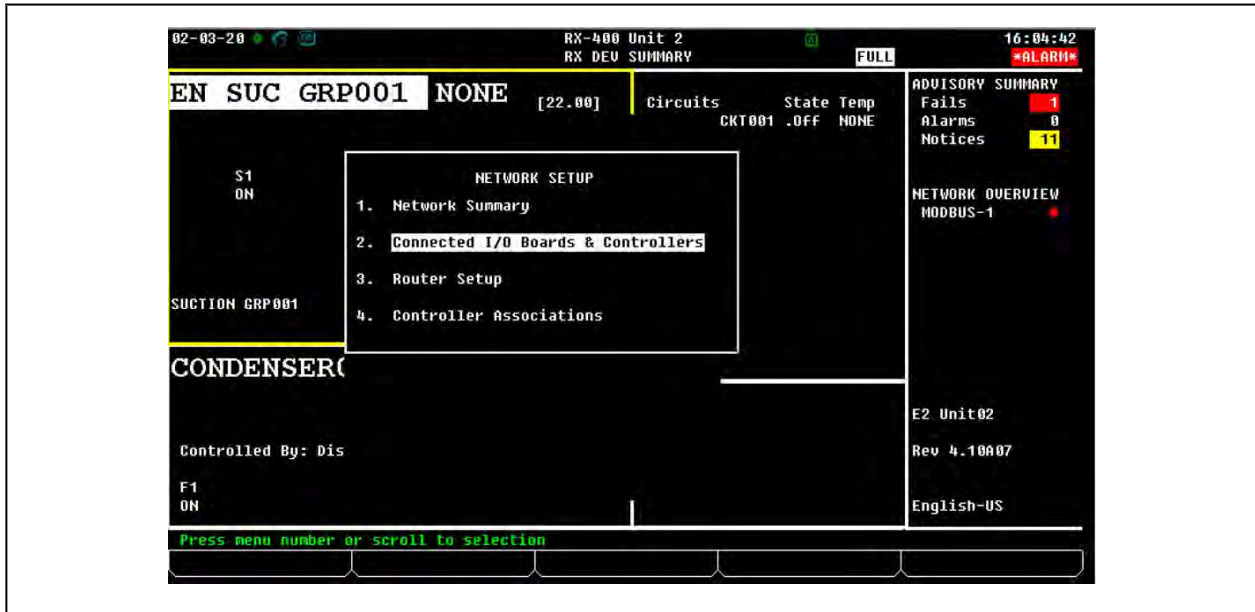 02-03-20 RX-400 Unit 2 16:04:42
RX DEV SUMMARY FULL *ALARM*
EN SUC GRP001 NONE [22.00] Circuits State Temp
CKT001 .Off NONE
ADVISORY SUMMARY
Fails 1
Alarms 0
Notices 11
S1
ON
NETWORK SETUP
1. Network Summary
2. Connected I/O Boards & Controllers
3. Router Setup
4. Controller Associations
NETWORK OVERVIEW
MODBUS-1
SUCTION GRP001
CONDENSER
Controlled By: Dis
F1
ON
E2 Unit02
Rev 4.10A07
English-US
Press menu number or scroll to selection